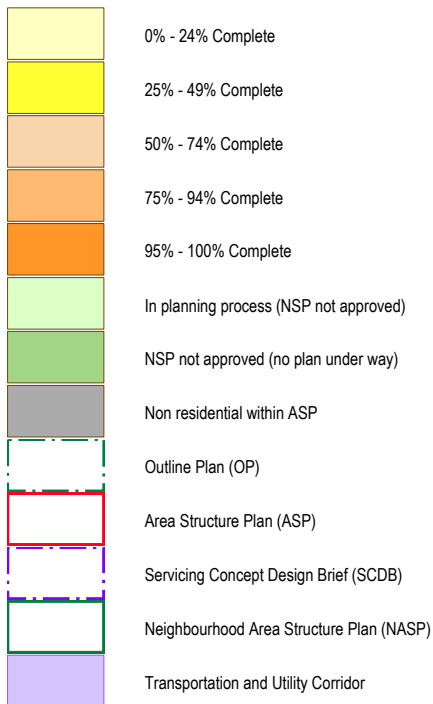 0% - 24% Complete
25% - 49% Complete
50% - 74% Complete
75% - 94% Complete
95% - 100% Complete
In planning process (NSP not approved)
NSP not approved (no plan under way)
Non residential within ASP
Outline Plan (OP)
Area Structure Plan (ASP)
Servicing Concept Design Brief (SCDB)
Neighbourhood Area Structure Plan (NASP)
Transportation and Utility Corridor